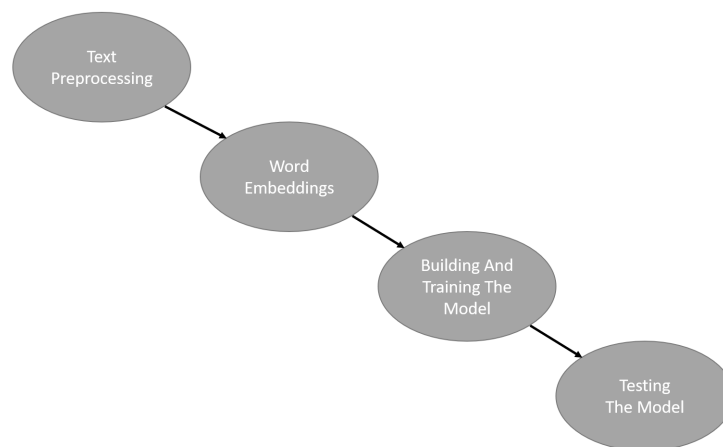 Text
Preprocessing
Word
Embeddings
Building And
Training The
Model
Testing
The Model